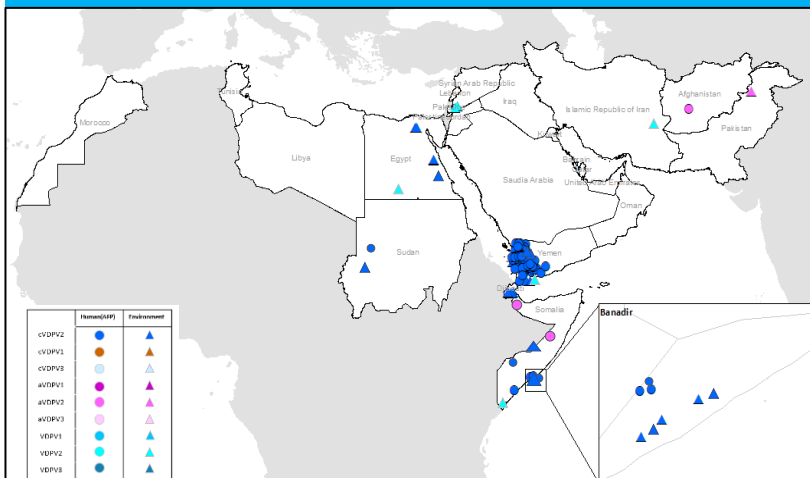 Syrian Arab Republic
Lebanon
Tunisia
Iraq
Afghanistan
Islamic Republic of Iran
Morocco
Pakistan
Kuwait
Libya
Egypt
Bahrain
Qatar
Saudi Arabia
United Arab Emirates
Oman
Sudan
Yemen
Djibouti
Somalia
Banadir
Human(AFP) Environment
cVDPV2
cVDPV1
cVDPV3
aVDPV1
aVDPV2
aVDPV3
VDPV1
VDPV2
VDPV3